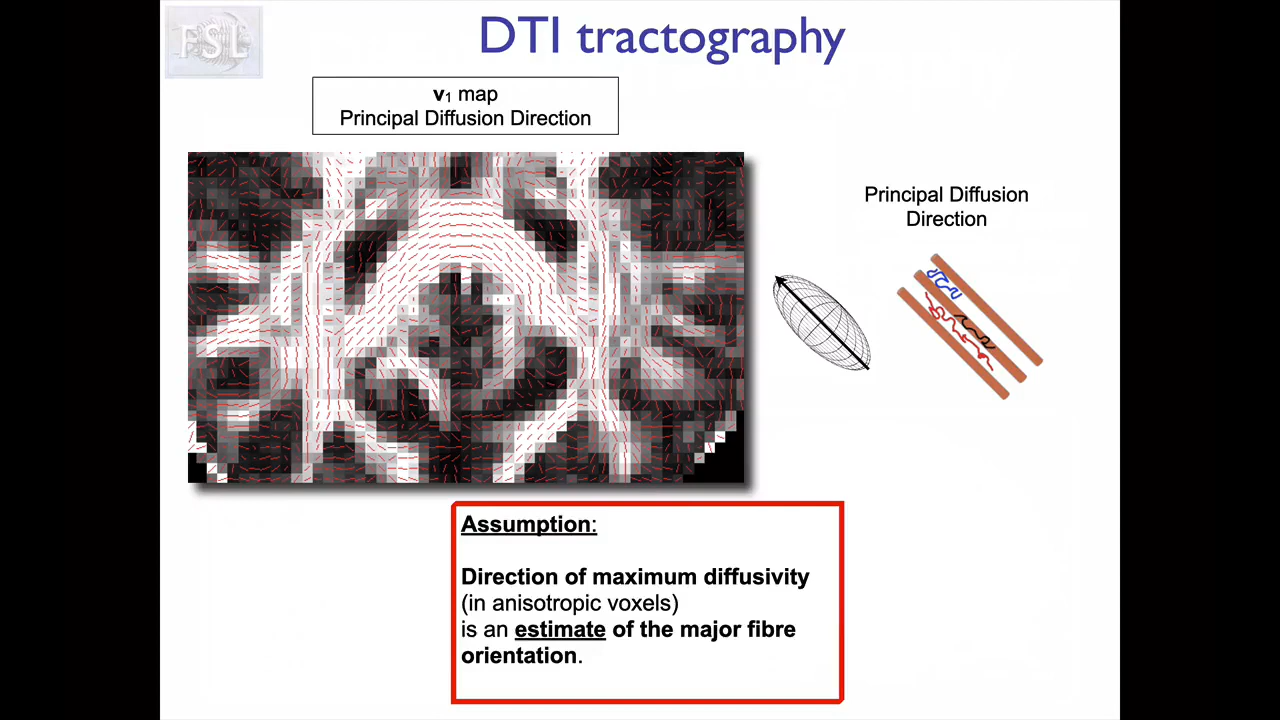 FSL
DTI tractography
v1 map
Principal Diffusion Direction
Principal Diffusion
Direction
Assumption:
Direction of maximum diffusivity
(in anisotropic voxels)
is an estimate of the major fibre
orientation.